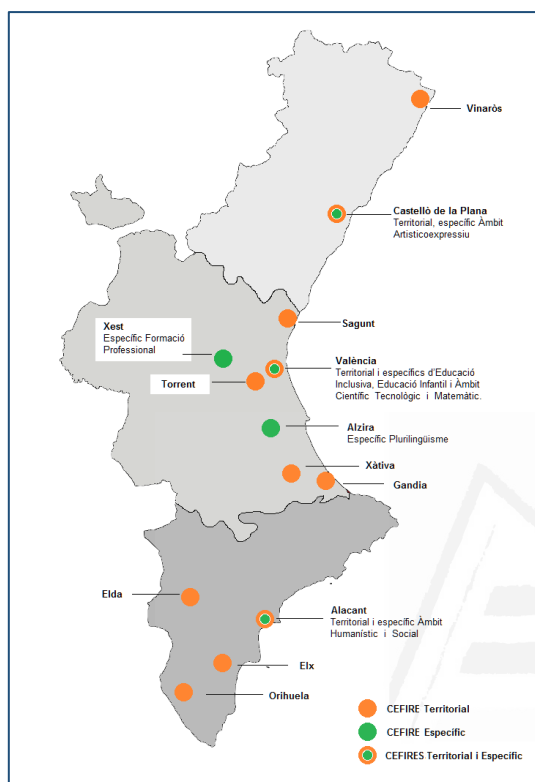 Vinaròs
Castellò de la Plana
Territorial, específic Àmbit
Artisticoexpressiu
Sagunt
Xest
Específic Formació
Professional
València
Territorial i específics d'Educació
Inclusiva, Educació Infantil i Àmbit
Científic Tecnològic i Matemàtic.
Torrent
Alzira
Específic Plurilingüisme
Xàtiva
Gandia
Elda
Alacant
Territorial i específic Àmbit
Humanístic i Social
Elx
Orihuela
CEFIRE Territorial
CEFIRE Específic
CEFIRES Territorial i Específic